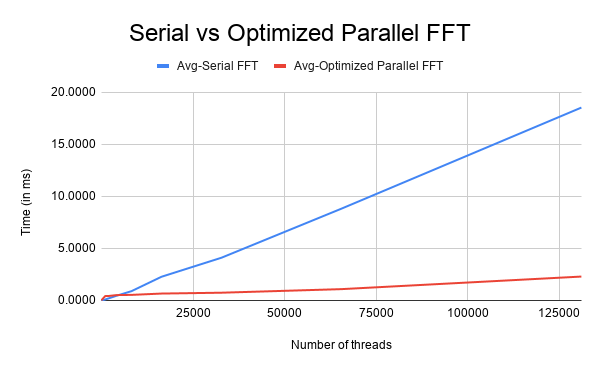 Serial vs Optimized Parallel FFT
Avg-Serial FFT Avg-Optimized Parallel FFT
20.0000
15.0000
10.0000
5.0000
0.0000
Time (in ms)
25000 50000 75000 100000 125000
Number of threads